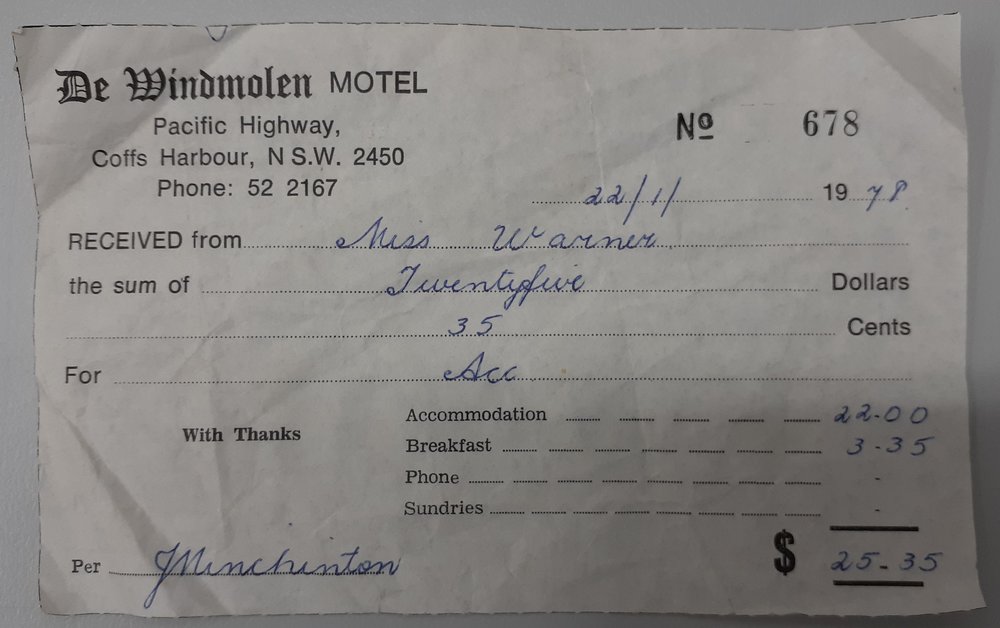 De Windmolen MOTEL
Pacific Highway,
Coffs Harbour, N S.W. 2450
Phone: 52 2167
Nº 678
22/1/ 1978
RECEIVED from Miss Warner
the sum of Twentyfive Dollars
35 Cents
For Acc
With Thanks
Accommodation 22-00
Breakfast 3-35
Phone -
Sundries -
$ 25-35
Per JMinchinton